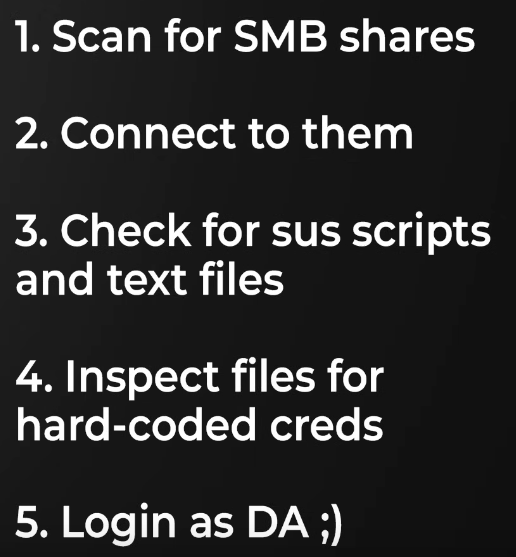 1. Scan for SMB shares
2. Connect to them
3. Check for sus scripts
and text files
4. Inspect files for
hard-coded creds
5. Login as DA ;)